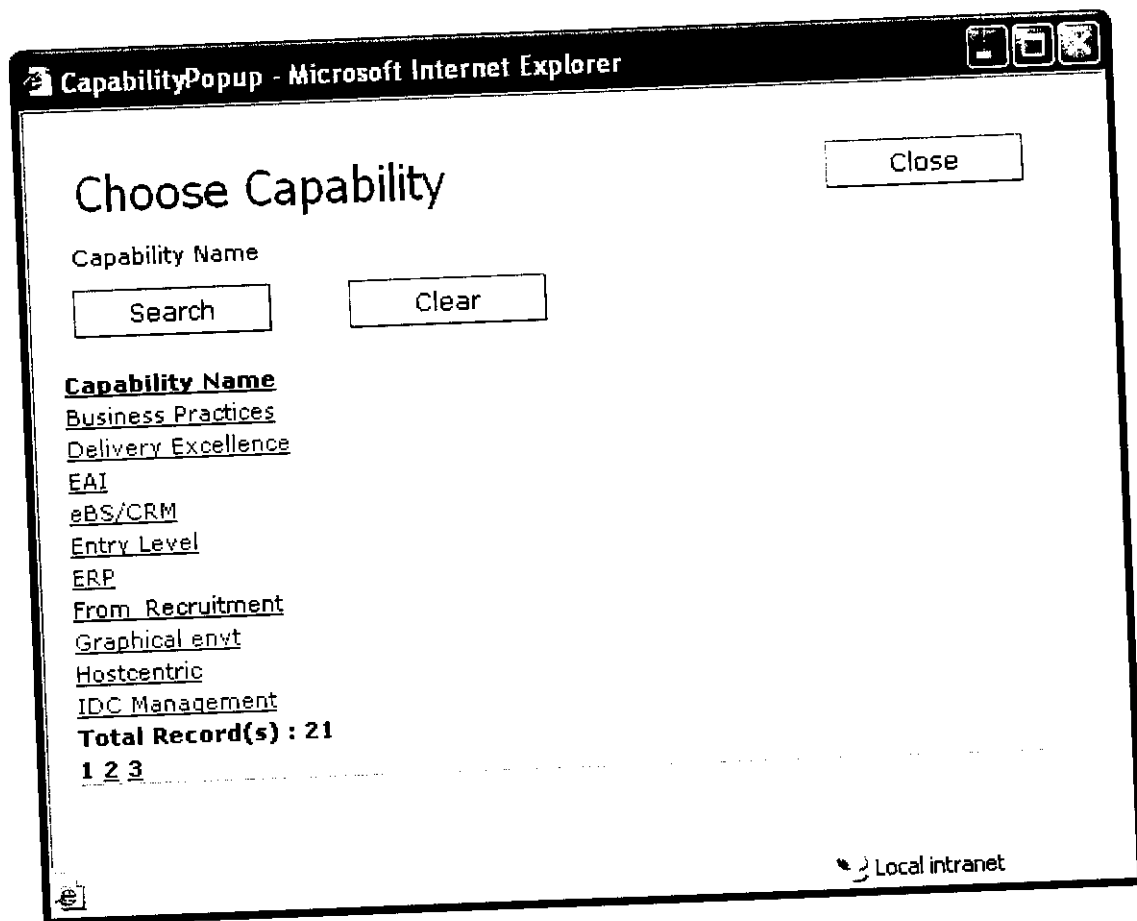 CapabilityPopup - Microsoft Internet Explorer
Close
Choose Capability
Capability Name
Search Clear
Capability Name
Business Practices
Delivery Excellence
EAI
eBS/CRM
Entry Level
ERP
From Recruitment
Graphical envt
Hostcentric
IDC Management
Total Record(s) : 21
1 2 3
Local intranet